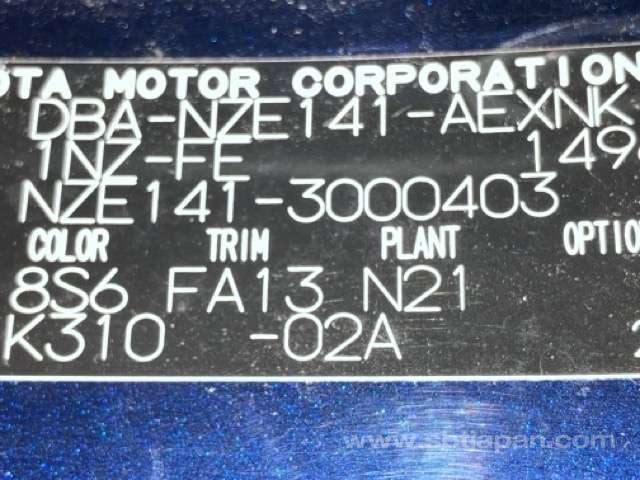 OTA MOTOR CORPORATION
DBA-NZE141-AEXNK
1NZ-FE 149
NZE141-3000403
COLOR TRIM PLANT OPTIO
8S6 FA13 N21
K310 -02A
www.sbtjapan.com